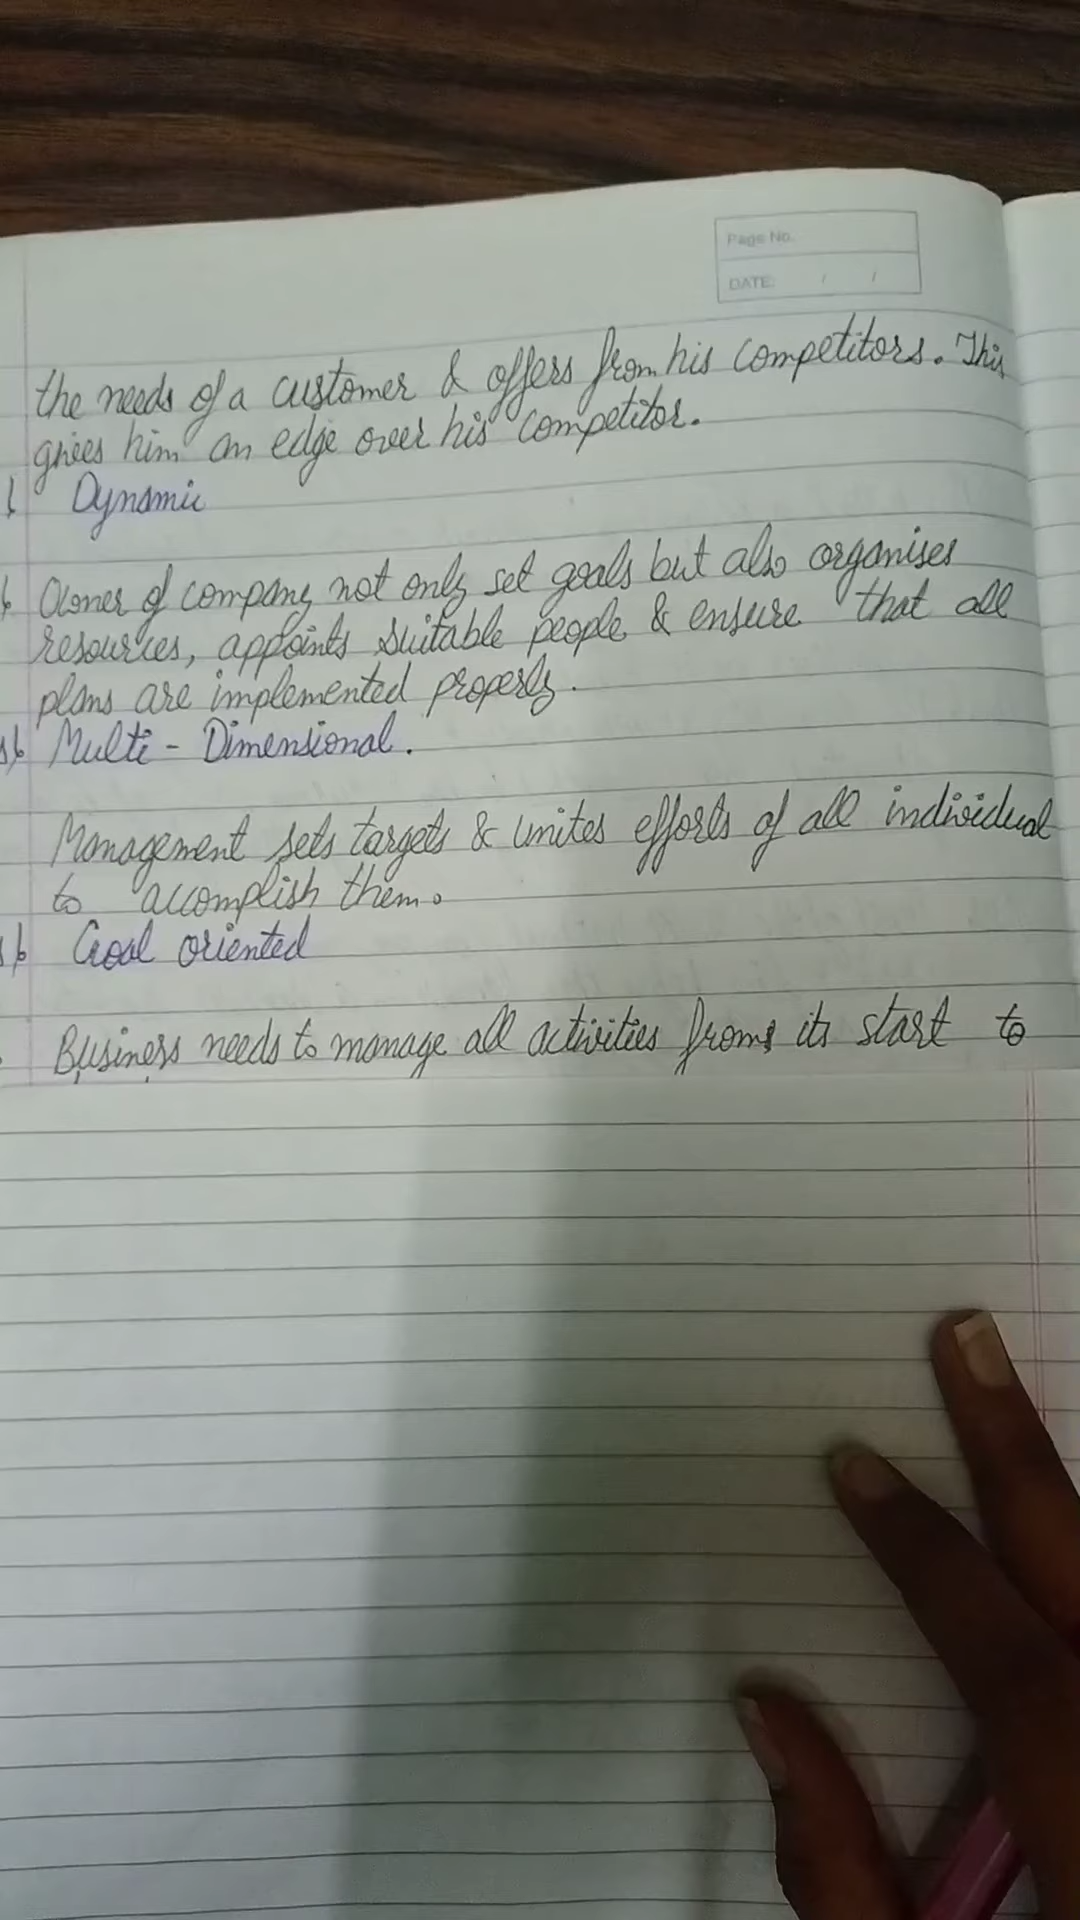 Page No.
DATE: / /
the needs of a customer & offers from his competitors. This
gives him an edge over his competitor.
Dynamic
Owner of company not only set goals but also organises
resources, appoints suitable people & ensure that all
plans are implemented properly.
Multi - Dimensional.
Management sets targets & unites efforts of all individual
to accomplish them.
Goal oriented
Business needs to manage all activities from its start to